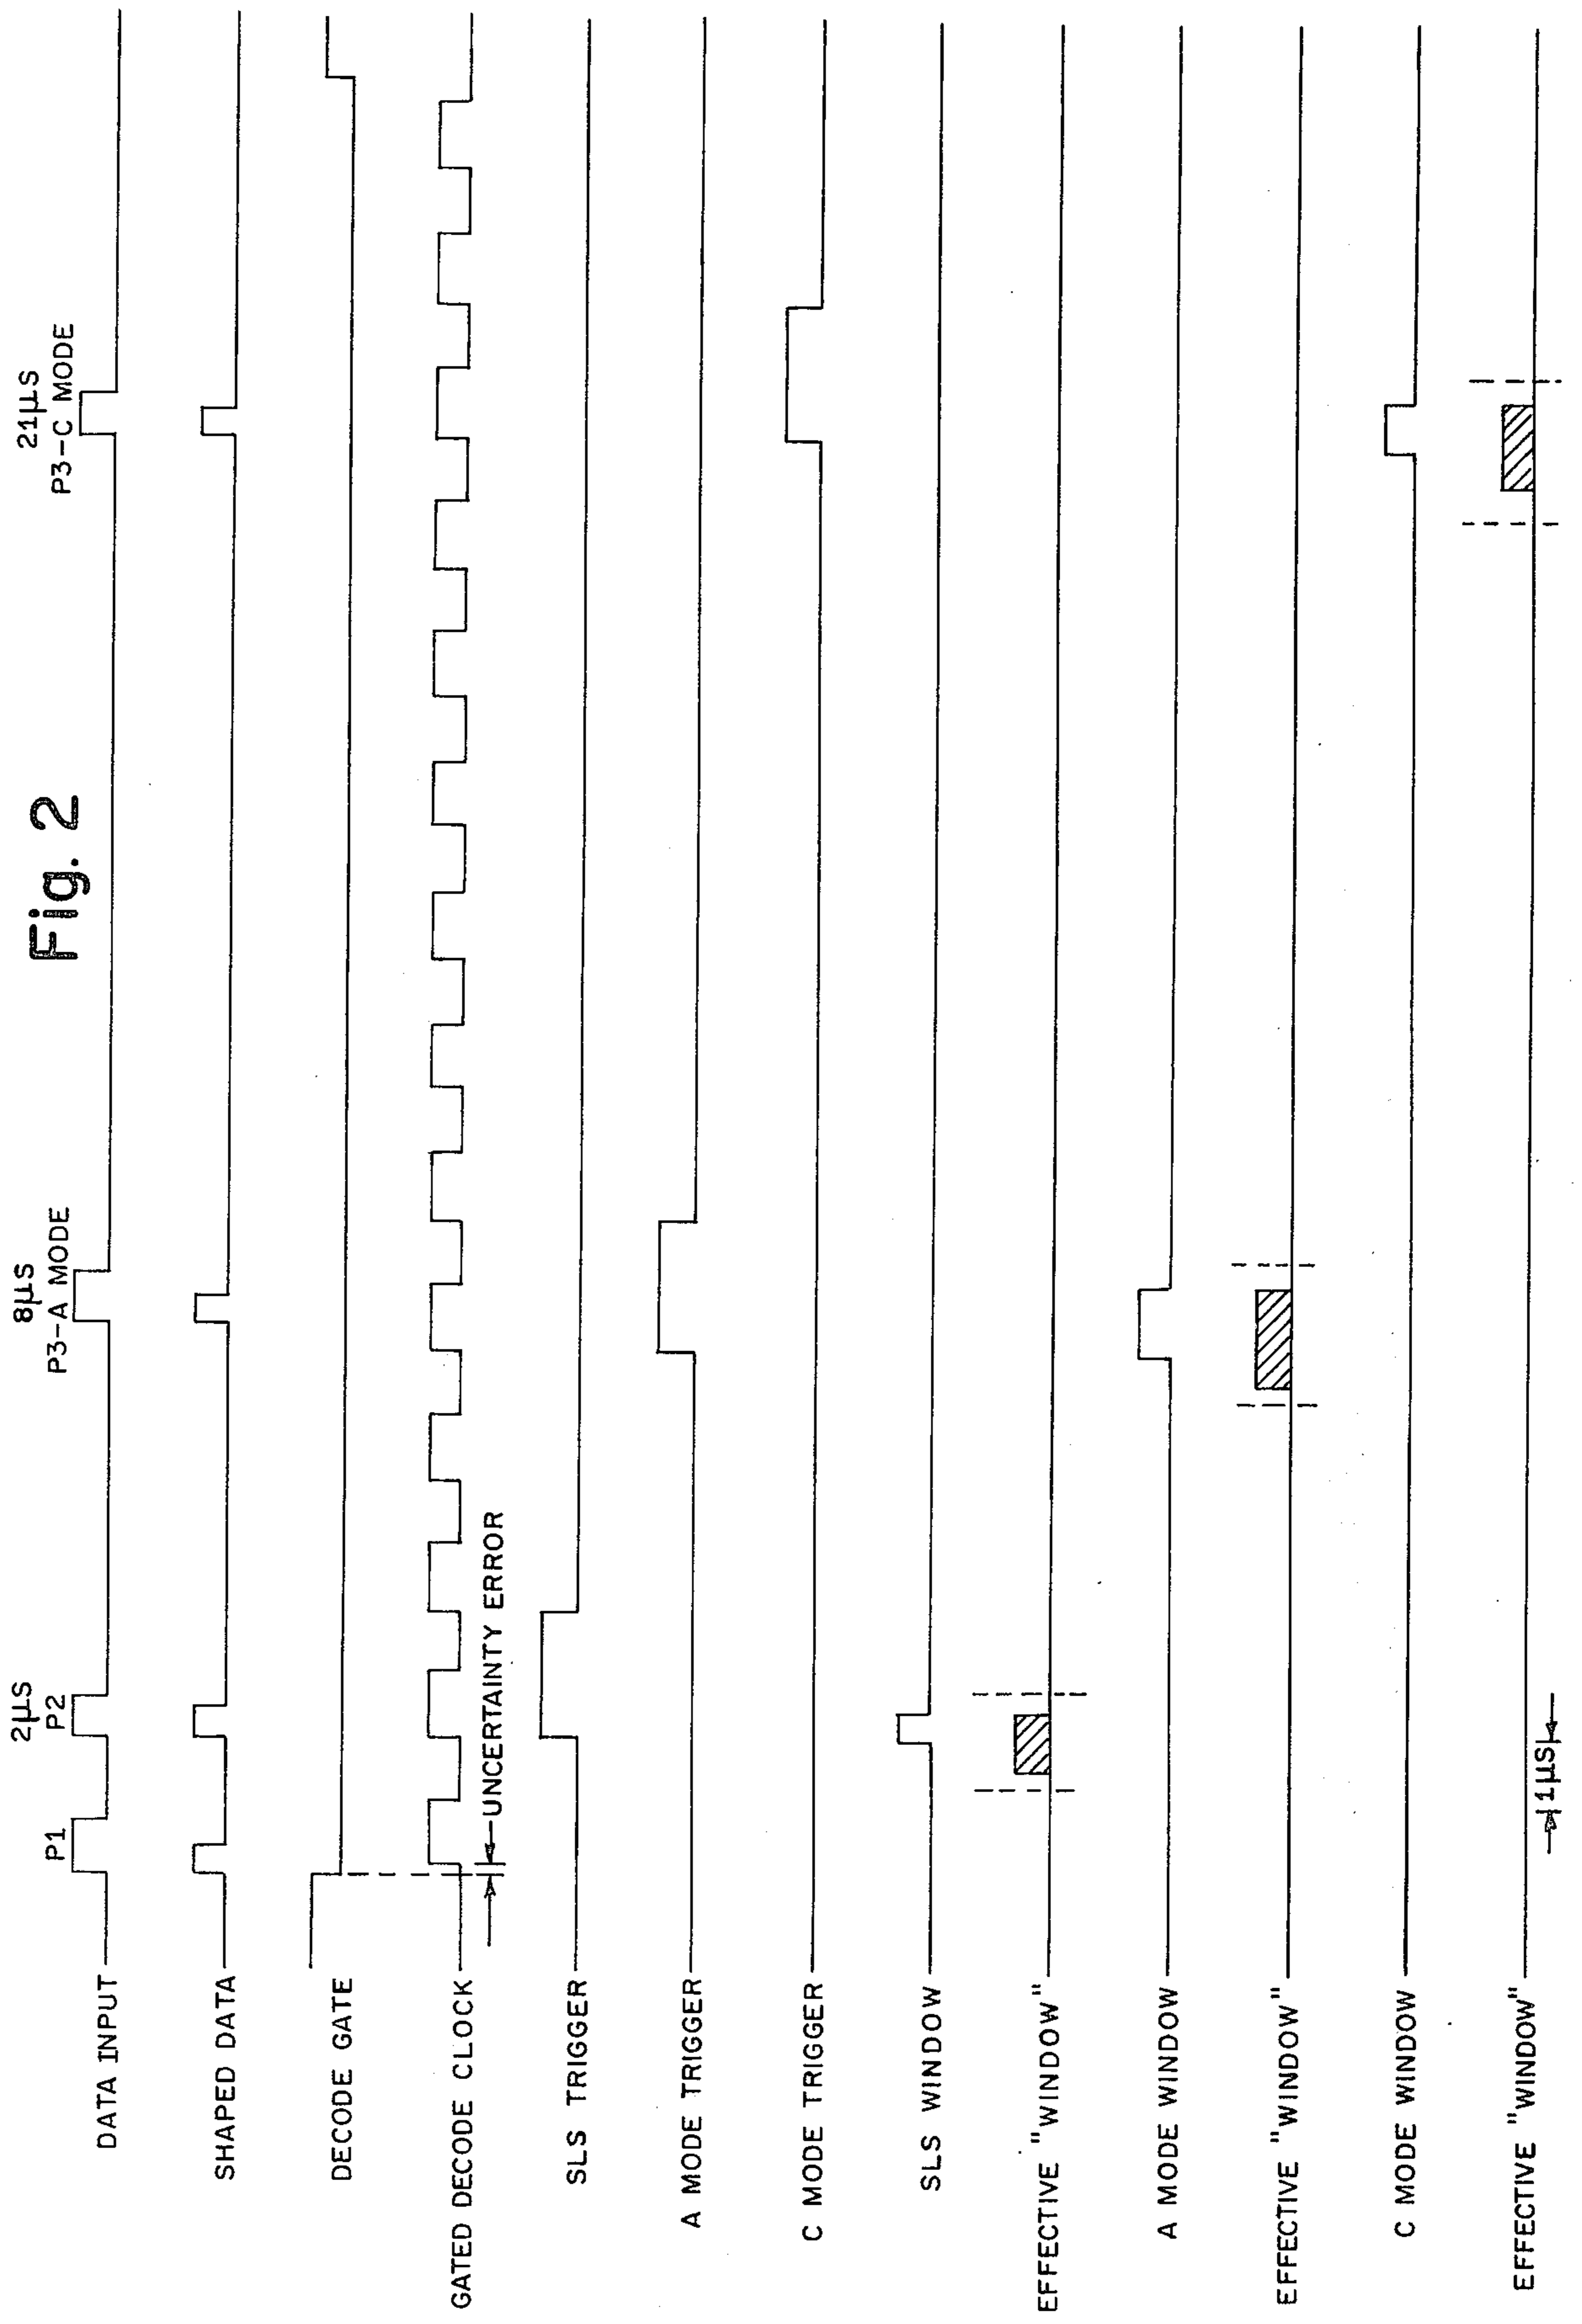 Fig. 2
2μS
8μS
21μS
P1
P2
P3-A MODE
P3-C MODE
DATA INPUT
SHAPED DATA
DECODE GATE
GATED DECODE CLOCK
UNCERTAINTY ERROR
SLS TRIGGER
A MODE TRIGGER
C MODE TRIGGER
SLS WINDOW
EFFECTIVE "WINDOW"
A MODE WINDOW
EFFECTIVE "WINDOW"
C MODE WINDOW
EFFECTIVE "WINDOW"
1μS